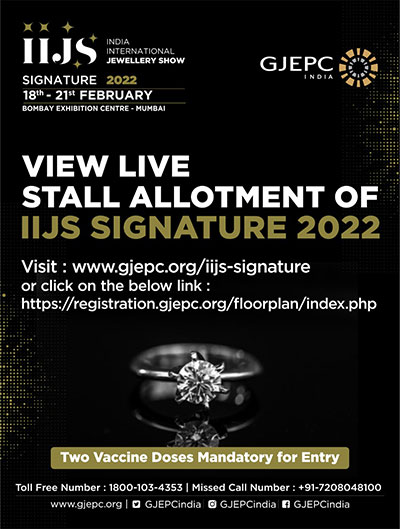 IIJS
INDIA
INTERNATIONAL
JEWELLERY SHOW
SIGNATURE 2022
18th - 21st FEBRUARY
BOMBAY EXHIBITION CENTRE - MUMBAI
GJEPC
INDIA
VIEW LIVE
STALL ALLOTMENT OF
IIJS SIGNATURE 2022
Visit : www.gjepc.org/iijs-signature
or click on the below link :
https://registration.gjepc.org/floorplan/index.php
Two Vaccine Doses Mandatory for Entry
Toll Free Number : 1800-103-4353 | Missed Call Number : +91-7208048100
www.gjepc.org | GJEPCindia | GJEPCindia | GJEPCindia